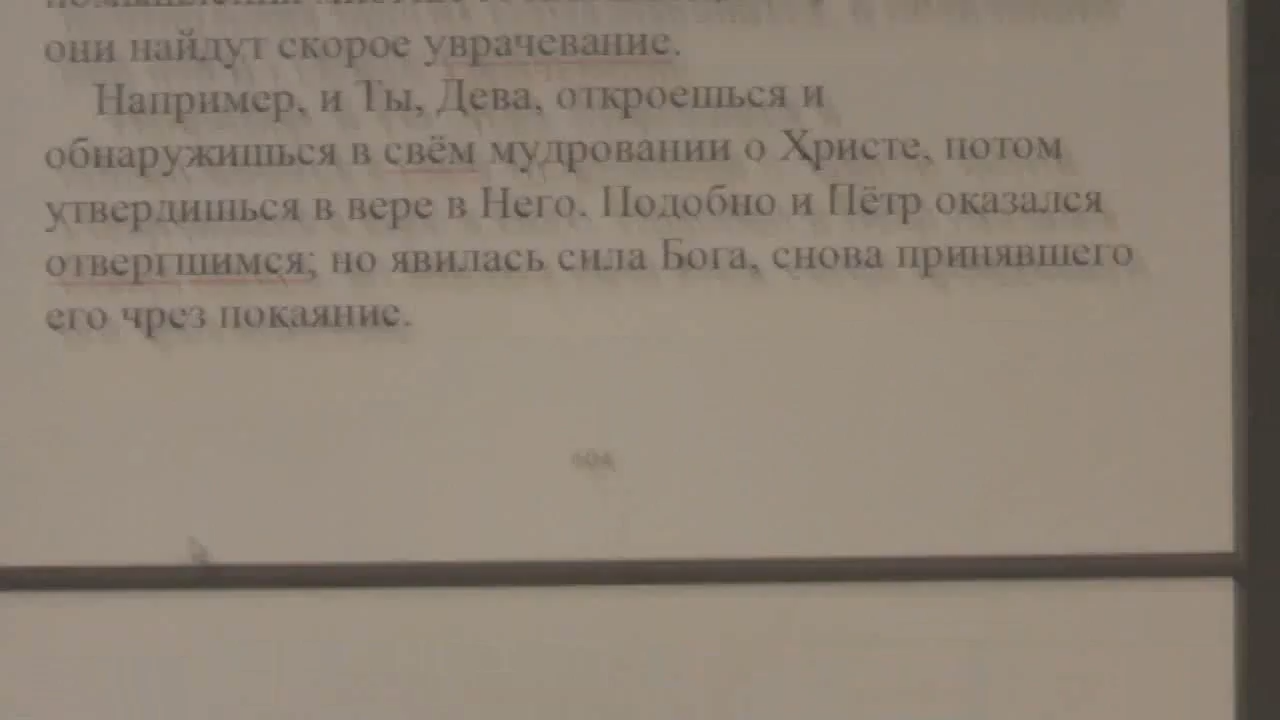 они найдут скорое уврачевание.
Например, и Ты, Дева, откроешься и
обнаружишься в свём мудровании о Христе, потом
утвердишься в вере в Него. Подобно и Пётр оказался
отвергшимся; но явилась сила Бога, снова принявшего
его чрез покаяние.